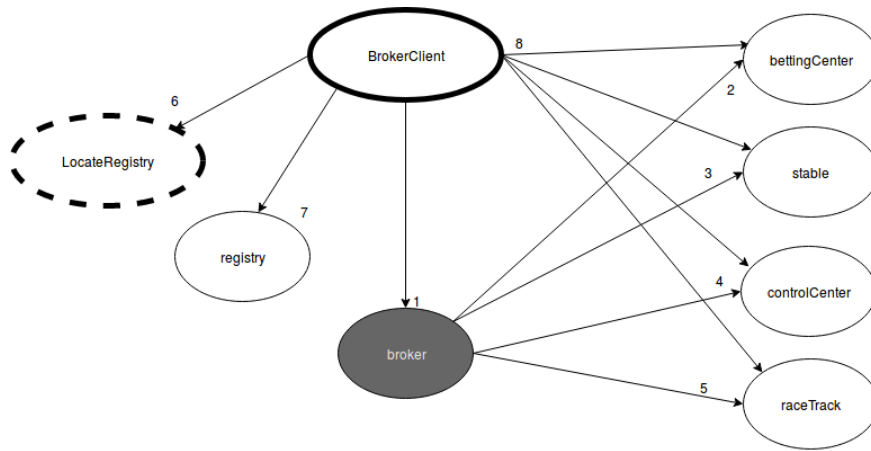 BrokerClient
8
bettingCenter
2
6
LocateRegistry
3
stable
7
registry
4
controlCenter
1
broker
5
raceTrack